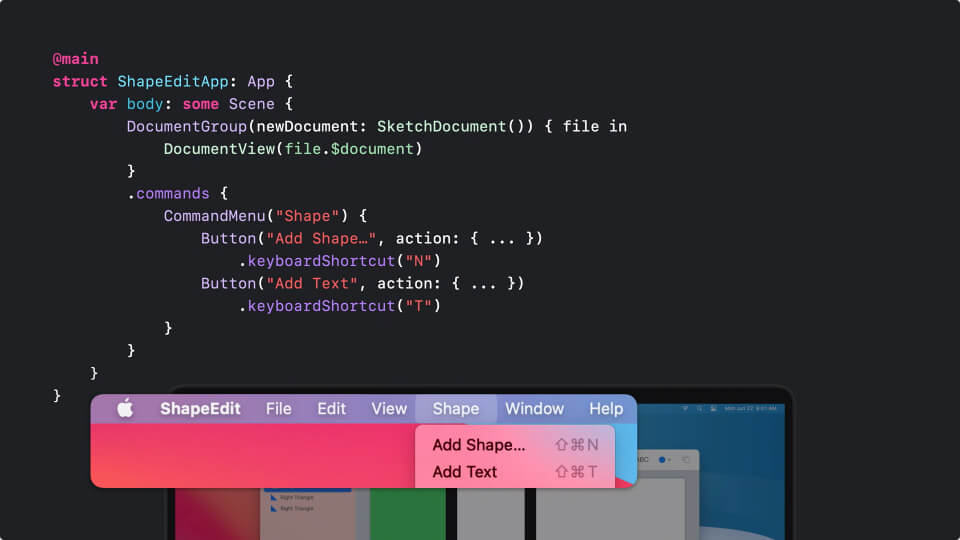 @main
struct ShapeEditApp: App {
    var body: some Scene {
        DocumentGroup(newDocument: SketchDocument()) { file in
            DocumentView(file.$document)
        }
        .commands {
            CommandMenu("Shape") {
                Button("Add Shape…", action: { ... })
                    .keyboardShortcut("N")
                Button("Add Text", action: { ... })
                    .keyboardShortcut("T")
            }
        }
    }
}
ShapeEdit File Edit View Shape Window Help
Mon Jun 22 9:41 AM
Add Shape... ⇧⌘N
Add Text ⇧⌘T
Right Triangle
Right Triangle